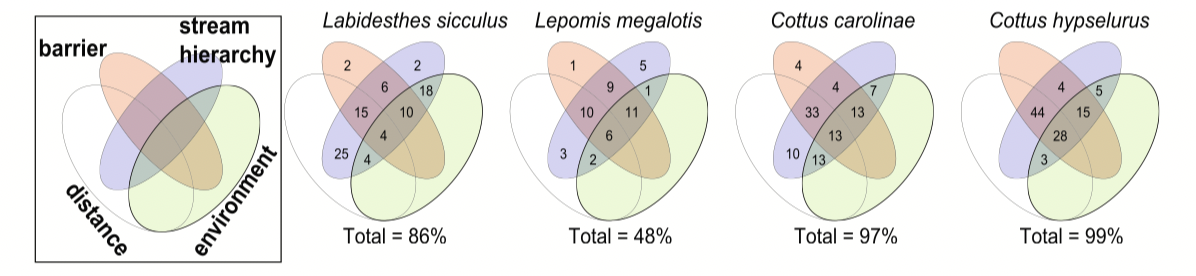 barrier
stream
hierarchy
distance
environment
Labidesthes sicculus
2
2
6
18
15
10
4
25
4
Total = 86%
Lepomis megalotis
1
5
9
1
10
11
6
3
2
Total = 48%
Cottus carolinae
4
4
7
33
13
13
10
13
Total = 97%
Cottus hypselurus
4
5
44
15
28
3
Total = 99%